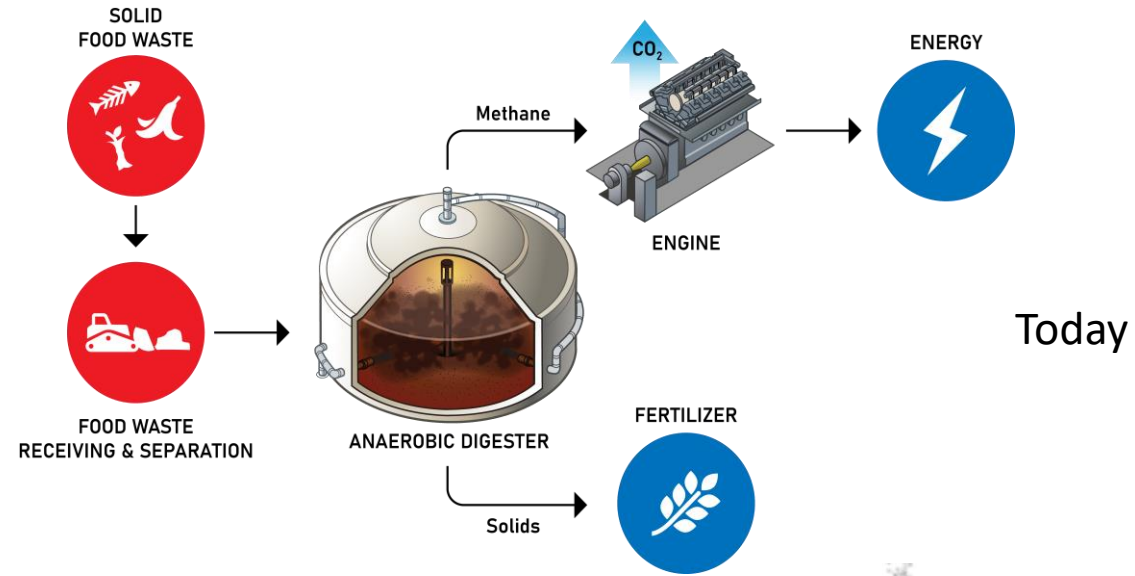 SOLID
FOOD WASTE
CO₂
ENERGY
Methane
ENGINE
Today
FOOD WASTE
RECEIVING & SEPARATION
ANAEROBIC DIGESTER
FERTILIZER
Solids